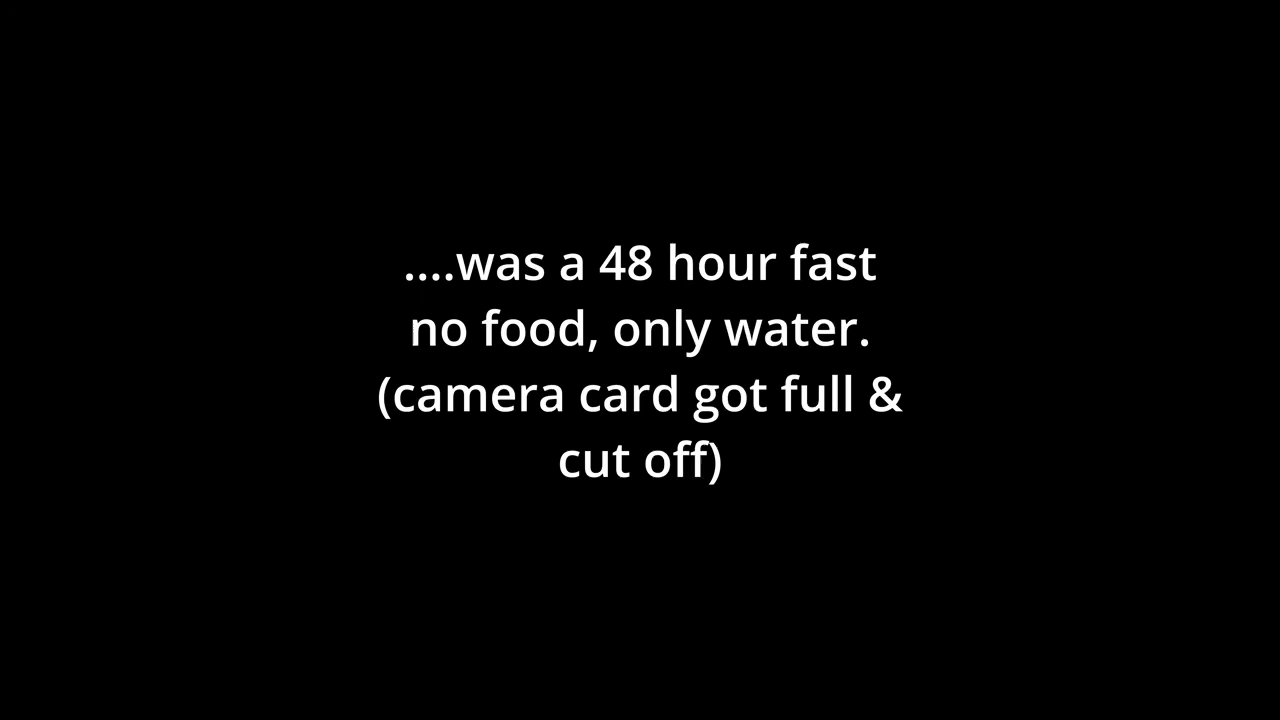 ....was a 48 hour fast
no food, only water.
(camera card got full &
cut off)